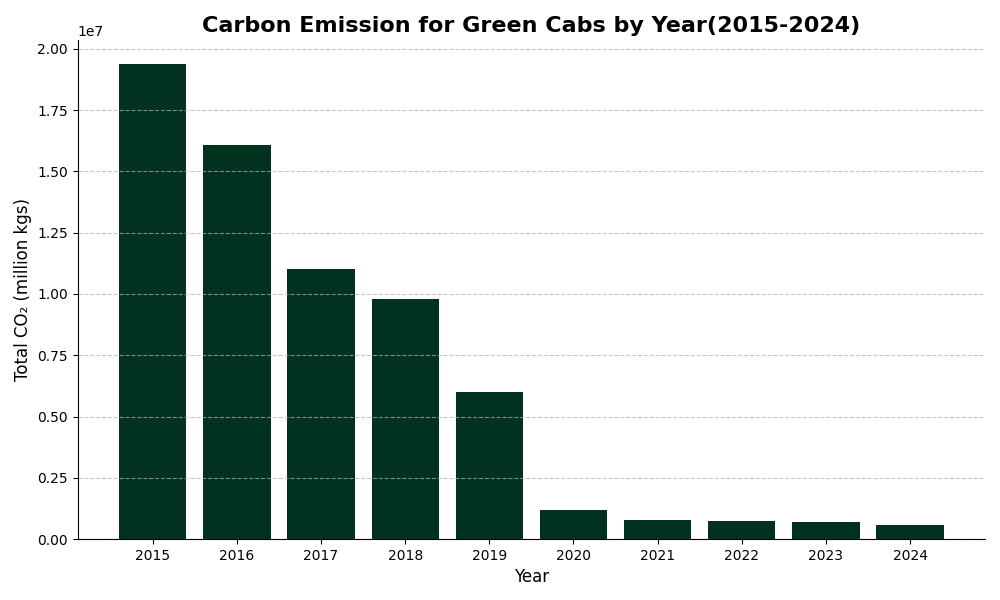 Carbon Emission for Green Cabs by Year(2015-2024)
1e7
2.00
1.75
1.50
1.25
1.00
0.75
0.50
0.25
0.00
Total CO₂ (million kgs)
2015 2016 2017 2018 2019 2020 2021 2022 2023 2024
Year